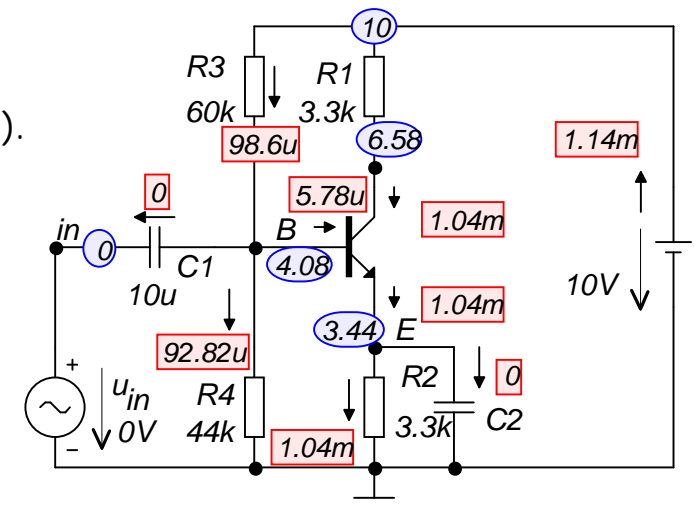 10
R3
R1
60k
3.3k
).
98.6u
6.58
1.14m
0
5.78u
in
0
B
1.04m
C1
4.08
10u
10V
1.04m
3.44
E
92.82u
+
R2
0
u
in
R4
C2
0V
44k
3.3k
1.04m
−